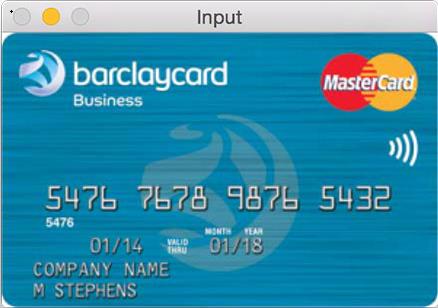 Input
barclaycard
Business
MasterCard
5476 7678 9876 5432
5476
MONTH YEAR
01/14 VALID THRU 01/18
COMPANY NAME
M STEPHENS